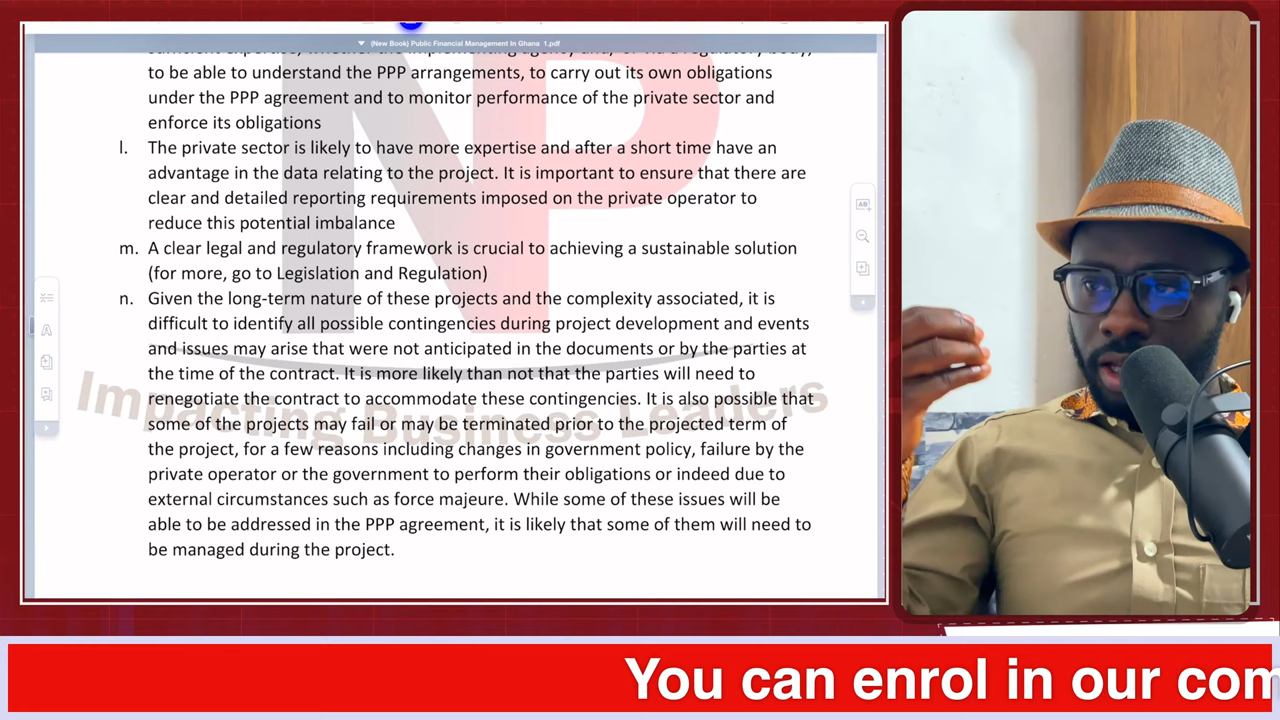 (New Book) Public Financial Management In Ghana 1.pdf
sufficient expertise, whether the implementing agency and/ or via a regulatory body,
to be able to understand the PPP arrangements, to carry out its own obligations
under the PPP agreement and to monitor performance of the private sector and
enforce its obligations
l. The private sector is likely to have more expertise and after a short time have an
advantage in the data relating to the project. It is important to ensure that there are
clear and detailed reporting requirements imposed on the private operator to
reduce this potential imbalance
m. A clear legal and regulatory framework is crucial to achieving a sustainable solution
(for more, go to Legislation and Regulation)
n. Given the long-term nature of these projects and the complexity associated, it is
difficult to identify all possible contingencies during project development and events
and issues may arise that were not anticipated in the documents or by the parties at
the time of the contract. It is more likely than not that the parties will need to
renegotiate the contract to accommodate these contingencies. It is also possible that
some of the projects may fail or may be terminated prior to the projected term of
the project, for a few reasons including changes in government policy, failure by the
private operator or the government to perform their obligations or indeed due to
external circumstances such as force majeure. While some of these issues will be
able to be addressed in the PPP agreement, it is likely that some of them will need to
be managed during the project.
NP
Impacting Business Leaders
You can enrol in our com